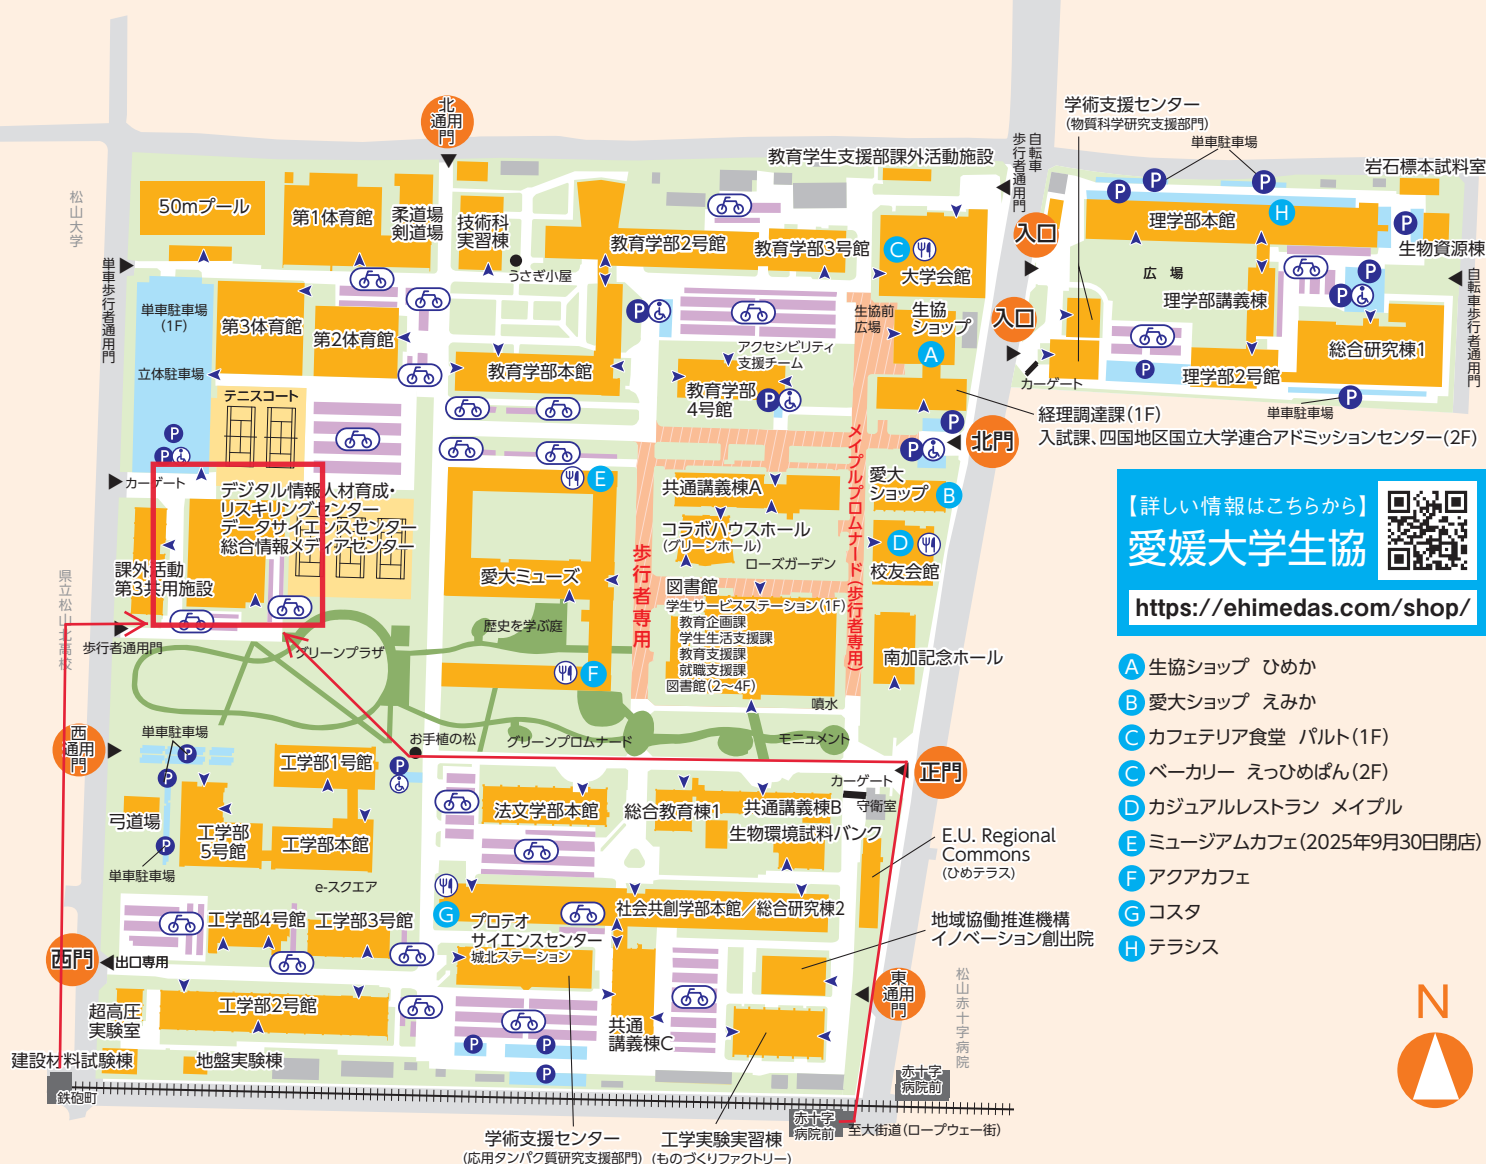 北
通用
門
学術支援センター
(物質科学研究支援部門)
単車駐車場
自転車
歩行者通用門
教育学生支援部課外活動施設
岩石標本試料室
松山大学
50mプール
第1体育館
柔道場
剣道場
技術科
実習棟
うさぎ小屋
教育学部2号館
教育学部3号館
C
大学会館
入口
P
P
P
H
理学部本館
P
生物資源棟
広 場
理学部講義棟
P
P
自転車歩行者通用門
単車歩行者通用門
単車駐車場
(1F)
第3体育館
第2体育館
P
生協前
広場
生協
ショップ
A
入口
総合研究棟1
立体駐車場
教育学部本館
アクセシビリティ
支援チーム
教育学部
4号館
P
カーゲート
P
理学部2号館
単車駐車場
P
テニスコート
経理調達課(1F)
入試課、四国地区国立大学連合アドミッションセンター(2F)
P
P
P
P
北門
カーゲート
E
デジタル情報人材育成・
リスキリングセンター
データサイエンスセンター
総合情報メディアセンター
共通講義棟A
コラボハウスホール
(グリーンホール)
メイプルプロムナード(歩行者専用)
愛大
ショップ
B
D
校友会館
【詳しい情報はこちらから】
愛媛大学生協
https://ehimedas.com/shop/
県立松山北高校
課外活動
第3共用施設
愛大ミューズ
歩行者専用
ローズガーデン
図書館
学生サービスステーション(1F)
教育企画課
学生生活支援課
教育支援課
就職支援課
図書館(2〜4F)
歴史を学ぶ庭
南加記念ホール
歩行者通用門
グリーンプラザ
F
噴水
A 生協ショップ ひめか
B 愛大ショップ えみか
C カフェテリア食堂 パルト(1F)
C ベーカリー えっひめぱん(2F)
D カジュアルレストラン メイプル
E ミュージアムカフェ(2025年9月30日閉店)
F アクアカフェ
G コスタ
H テラシス
西
通用
門
単車駐車場
P
P
お手植の松
グリーンプロムナード
モニュメント
工学部1号館
P
正門
カーゲート
守衛室
弓道場
工学部
5号館
工学部本館
P
単車駐車場
法文学部本館
総合教育棟1
共通講義棟B
生物環境試料バンク
E.U. Regional
Commons
(ひめテラス)
e-スクエア
G
プロテオ
サイエンスセンター
城北ステーション
社会共創学部本館/総合研究棟2
地域協働推進機構
イノベーション創出院
工学部4号館
工学部3号館
西門
出口専用
東
通用
門
松山赤十字病院
超高圧
実験室
工学部2号館
共通
講義棟C
P
P
P
建設材料試験棟
地盤実験棟
鉄砲町
赤十字
病院前
赤十字
病院前
至大街道(ロープウェー街)
学術支援センター
(応用タンパク質研究支援部門)
工学実験実習棟
(ものづくりファクトリー)
N